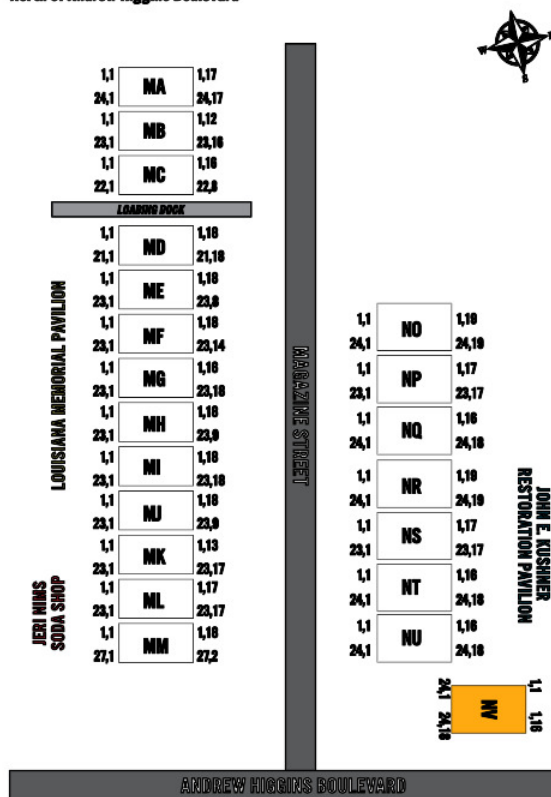 N
W E
S
1,1 MA 1,17
24,1 24,17
1,1 MB 1,12
23,1 23,16
1,1 MC 1,16
22,1 22,8
LOADING DOCK
1,1 MD 1,18
21,1 21,18
1,1 ME 1,18
23,1 23,8
1,1 MF 1,18
23,1 23,14
1,1 MG 1,16
23,1 23,18
1,1 MH 1,18
23,1 23,9
1,1 MI 1,18
23,1 23,18
1,1 MJ 1,18
23,1 23,9
1,1 MK 1,13
23,1 23,17
1,1 ML 1,17
23,1 23,17
1,1 MM 1,18
27,1 27,2
LOUISIANA MEMORIAL PAVILION
JERI NIMS
SODA SHOP
MAGAZINE STREET
1,1 NO 1,19
24,1 24,19
1,1 NP 1,17
23,1 23,17
1,1 NQ 1,16
24,1 24,18
1,1 NR 1,19
24,1 24,19
1,1 NS 1,17
23,1 23,17
1,1 NT 1,16
24,1 24,18
1,1 NU 1,16
24,1 24,18
JOHN E. KUSHNER
RESTORATION PAVILION
24,1 1,1
NV
24,18 1,16
ANDREW HIGGINS BOULEVARD